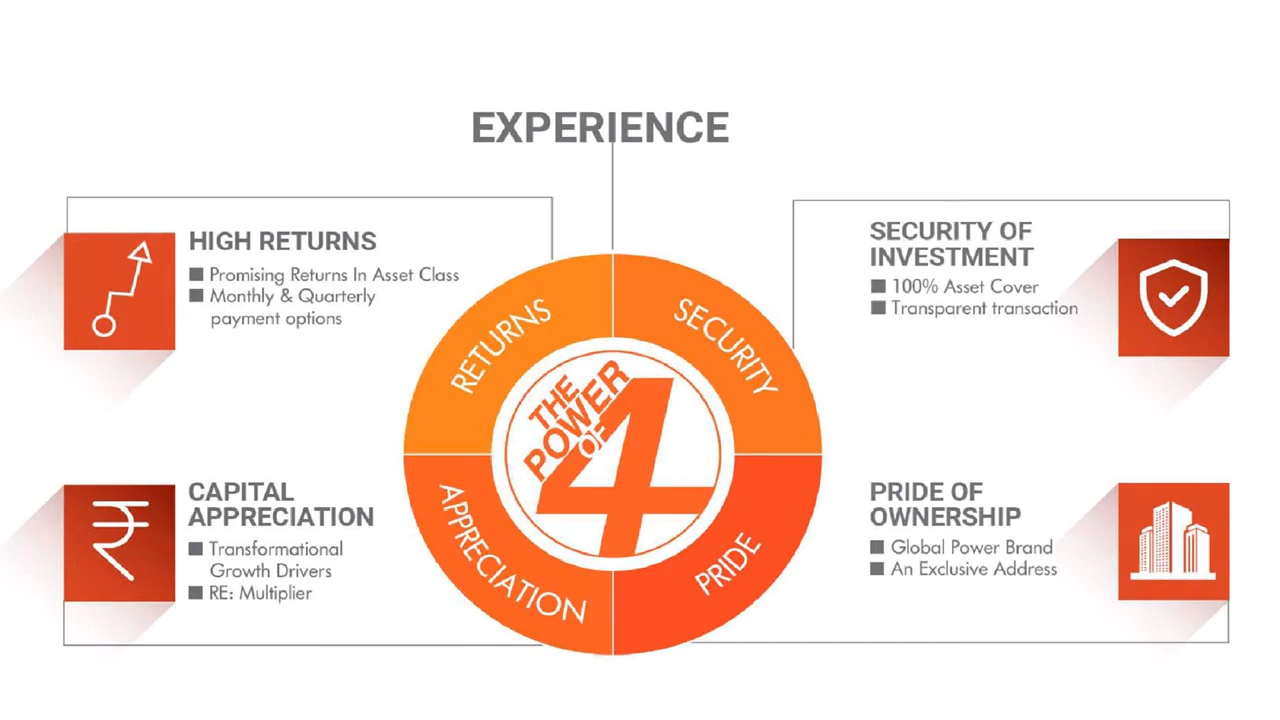 EXPERIENCE
HIGH RETURNS
■ Promising Returns In Asset Class
■ Monthly & Quarterly
payment options
SECURITY OF
INVESTMENT
■ 100% Asset Cover
■ Transparent transaction
RETURNS
SECURITY
THE
POWER
OF
4
APPRECIATION
PRIDE
CAPITAL
APPRECIATION
■ Transformational
Growth Drivers
■ RE: Multiplier
PRIDE OF
OWNERSHIP
■ Global Power Brand
■ An Exclusive Address